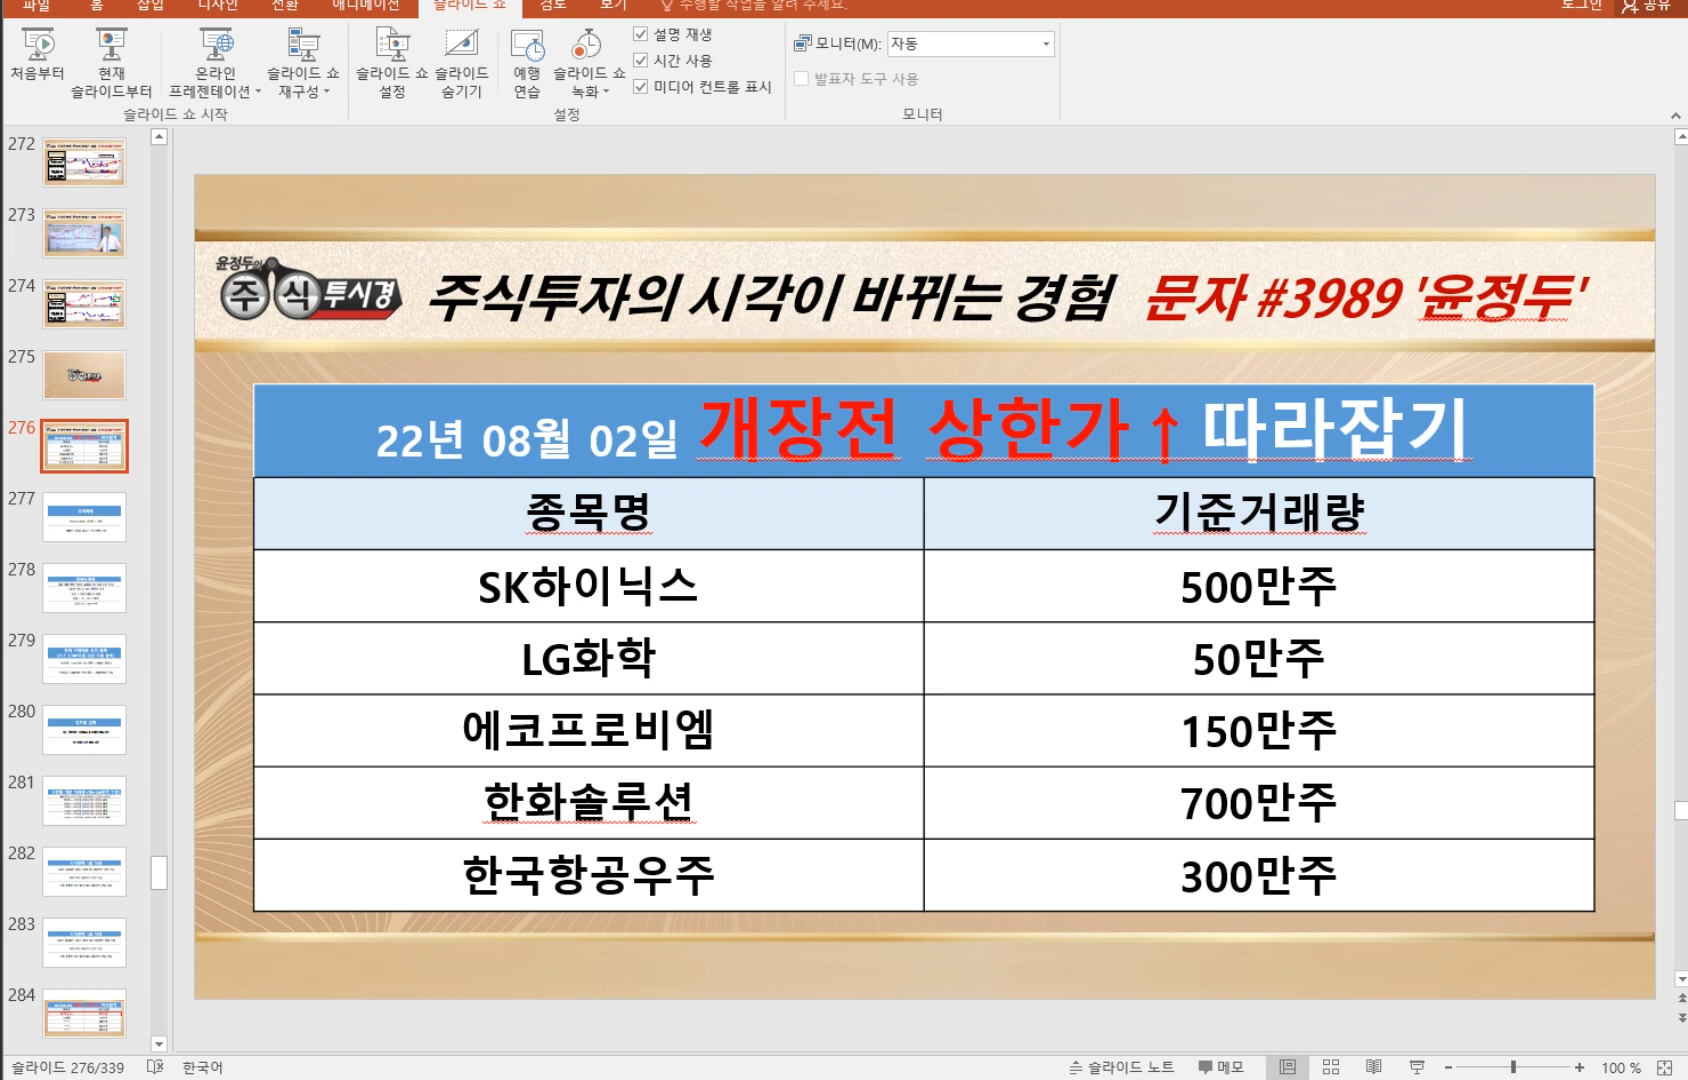 파일 홈 삽입 디자인 전환 애니메이션 슬라이드 쇼 검토 보기 수행할 작업을 알려 주세요. 로그인 공유
처음부터
현재
슬라이드부터
온라인
프레젠테이션
슬라이드 쇼
재구성
슬라이드 쇼
설정
슬라이드
숨기기
예행
연습
슬라이드 쇼
녹화
설명 재생
시간 사용
미디어 컨트롤 표시
모니터(M): 자동
발표자 도구 사용
슬라이드 쇼 시작
설정
모니터
272
273
274
275
276
277
278
279
280
281
282
283
284
윤정두의
주식투시경
주식투자의 시각이 바뀌는 경험 문자 #3989 '윤정두'
22년 08월 02일 개장전 상한가↑따라잡기
종목명 기준거래량
SK하이닉스 500만주
LG화학 50만주
에코프로비엠 150만주
한화솔루션 700만주
한국항공우주 300만주
슬라이드 276/339 한국어 슬라이드 노트 메모 100 %